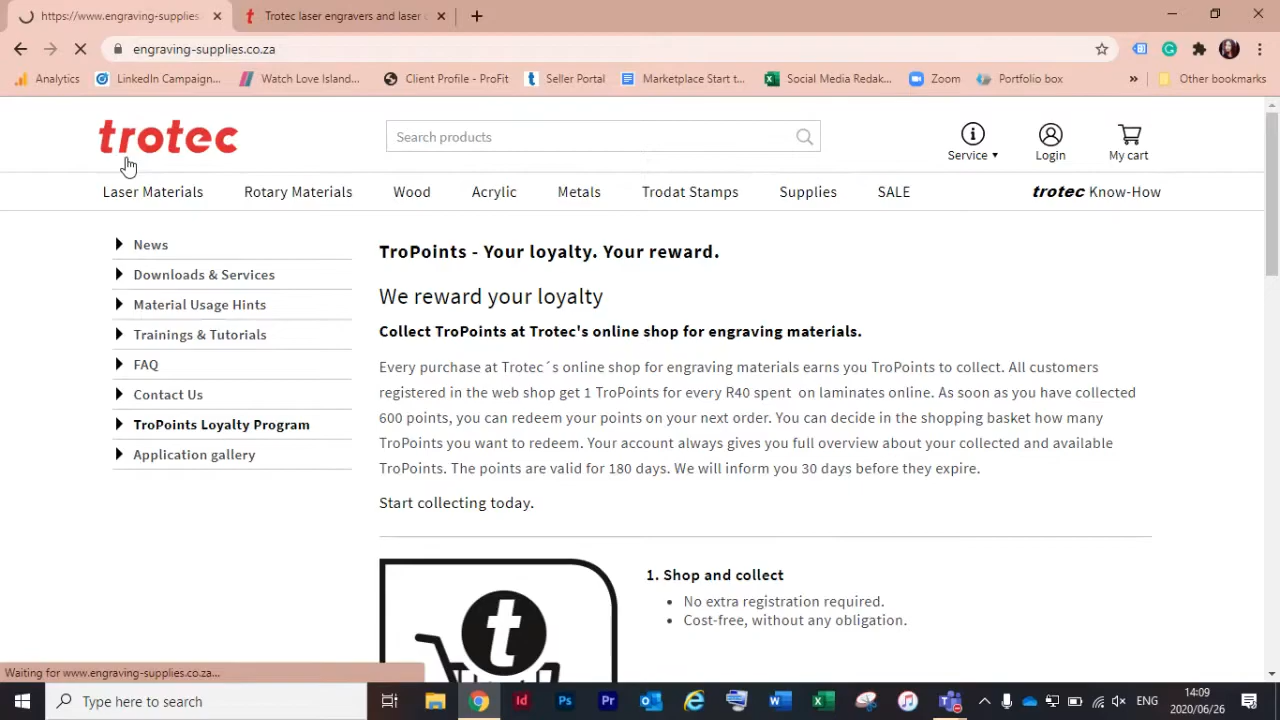 https://www.engraving-supplies
Trotec laser engravers and laser c
engraving-supplies.co.za
Analytics
LinkedIn Campaign...
Watch Love Island...
Client Profile - ProFit
Seller Portal
Marketplace Start t...
Social Media Redak...
Zoom
Portfolio box
»
Other bookmarks
trotec
Search products
Service
Login
My cart
Laser Materials
Rotary Materials
Wood
Acrylic
Metals
Trodat Stamps
Supplies
SALE
trotec Know-How
News
Downloads & Services
Material Usage Hints
Trainings & Tutorials
FAQ
Contact Us
TroPoints Loyalty Program
Application gallery
TroPoints - Your loyalty. Your reward.
We reward your loyalty
Collect TroPoints at Trotec's online shop for engraving materials.
Every purchase at Trotec´s online shop for engraving materials earns you TroPoints to collect. All customers
registered in the web shop get 1 TroPoints for every R40 spent on laminates online. As soon as you have collected
600 points, you can redeem your points on your next order. You can decide in the shopping basket how many
TroPoints you want to redeem. Your account always gives you full overview about your collected and available
TroPoints. The points are valid for 180 days. We will inform you 30 days before they expire.
Start collecting today.
t
1. Shop and collect
No extra registration required.
Cost-free, without any obligation.
Waiting for www.engraving-supplies.co.za...
Type here to search
ENG
14:09
2020/06/26